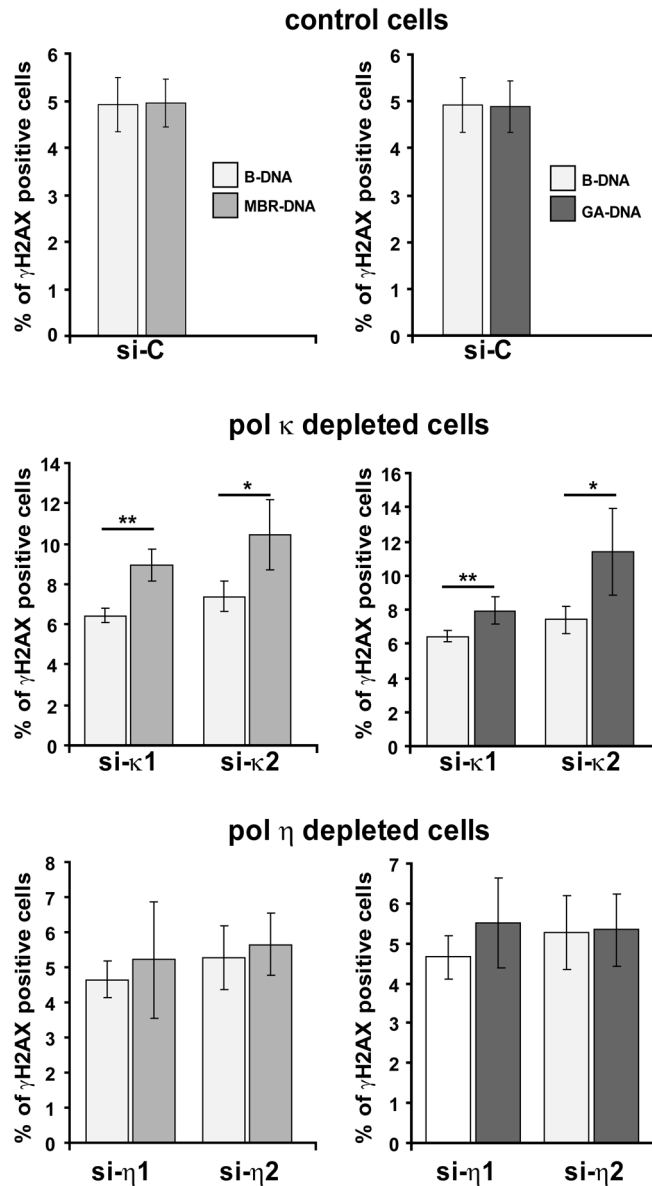 control cells
% of γH2AX positive cells
6
5
4
3
2
1
0
B-DNA
MBR-DNA
si-C
% of γH2AX positive cells
6
5
4
3
2
1
0
B-DNA
GA-DNA
si-C
pol κ depleted cells
% of γH2AX positive cells
14
12
10
8
6
4
2
0
**
*
si-κ1
si-κ2
% of γH2AX positive cells
16
14
12
10
8
6
4
2
0
**
*
si-κ1
si-κ2
pol η depleted cells
% of γH2AX positive cells
8
7
6
5
4
3
2
1
0
si-η1
si-η2
% of γH2AX positive cells
7
6
5
4
3
2
1
0
si-η1
si-η2